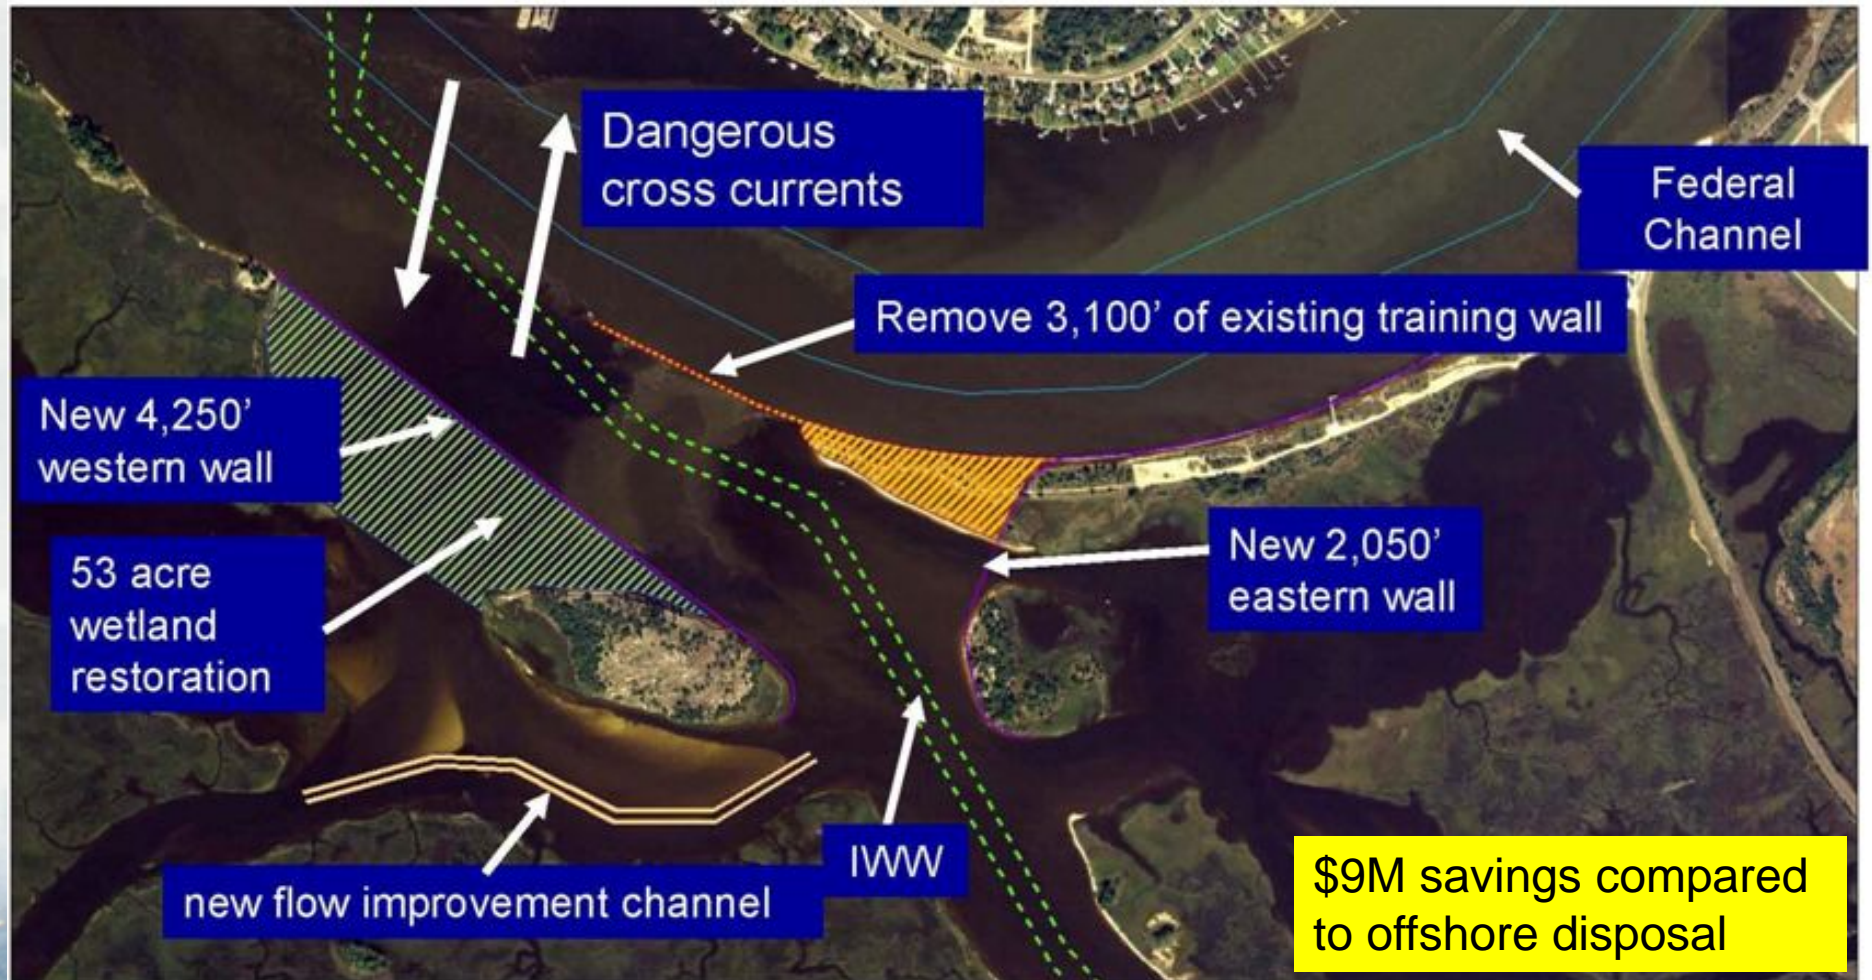 Dangerous
cross currents
Federal
Channel
Remove 3,100’ of existing training wall
New 4,250’
western wall
New 2,050’
eastern wall
53 acre
wetland
restoration
IWW
new flow improvement channel
$9M savings compared
to offshore disposal